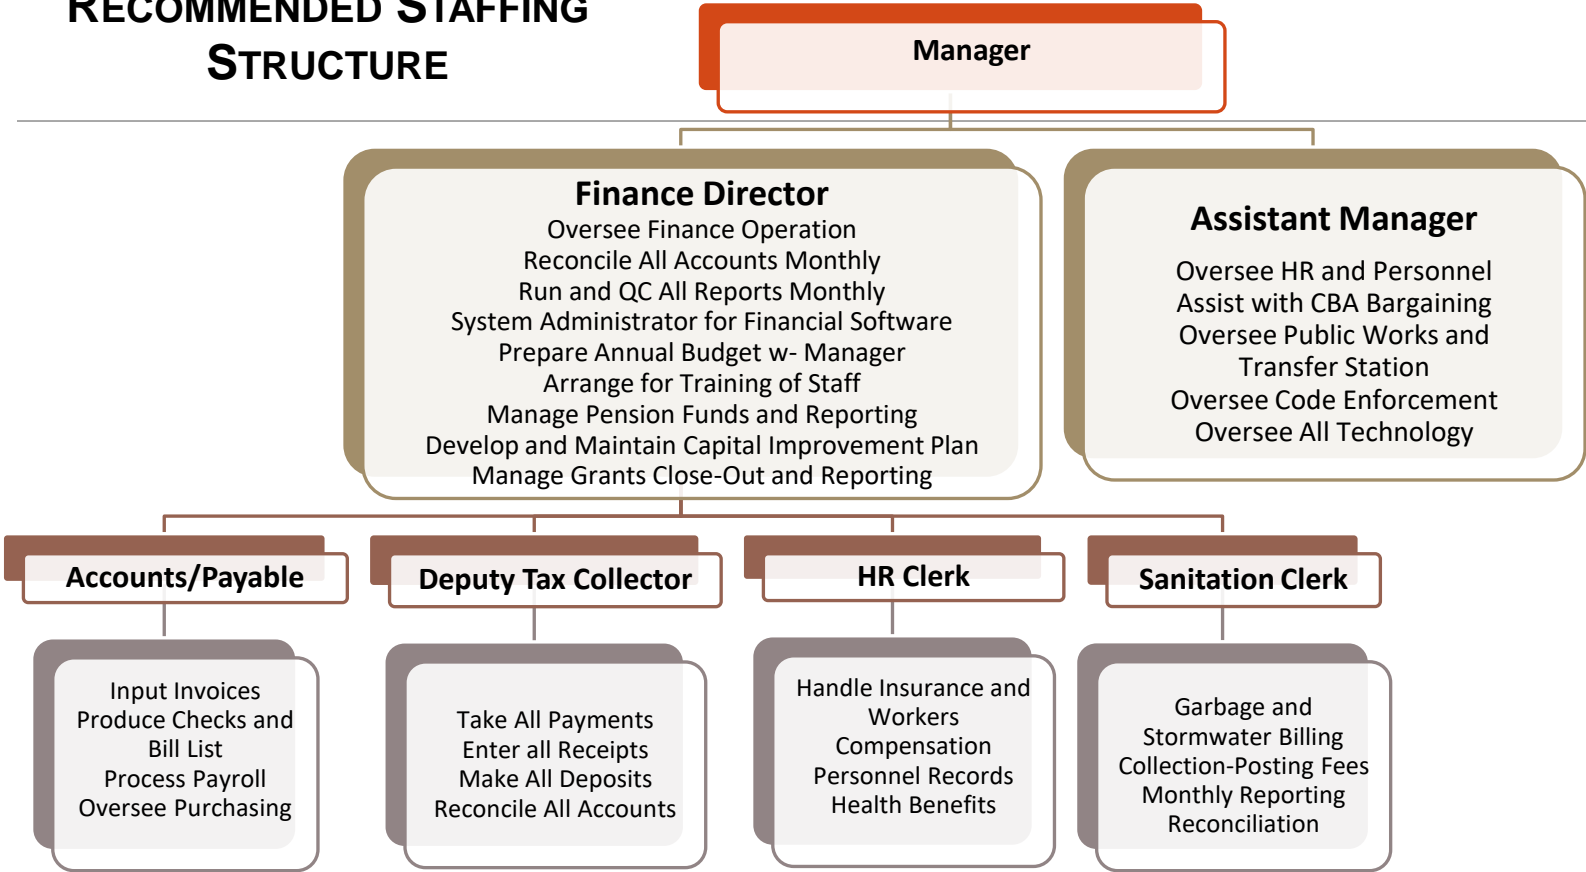 RECOMMENDED STAFFING
STRUCTURE
Manager
Finance Director
Oversee Finance Operation
Reconcile All Accounts Monthly
Run and QC All Reports Monthly
System Administrator for Financial Software
Prepare Annual Budget w- Manager
Arrange for Training of Staff
Manage Pension Funds and Reporting
Develop and Maintain Capital Improvement Plan
Manage Grants Close-Out and Reporting
Assistant Manager
Oversee HR and Personnel
Assist with CBA Bargaining
Oversee Public Works and
Transfer Station
Oversee Code Enforcement
Oversee All Technology
Accounts/Payable
Input Invoices
Produce Checks and
Bill List
Process Payroll
Oversee Purchasing
Deputy Tax Collector
Take All Payments
Enter all Receipts
Make All Deposits
Reconcile All Accounts
HR Clerk
Handle Insurance and
Workers
Compensation
Personnel Records
Health Benefits
Sanitation Clerk
Garbage and
Stormwater Billing
Collection-Posting Fees
Monthly Reporting
Reconciliation